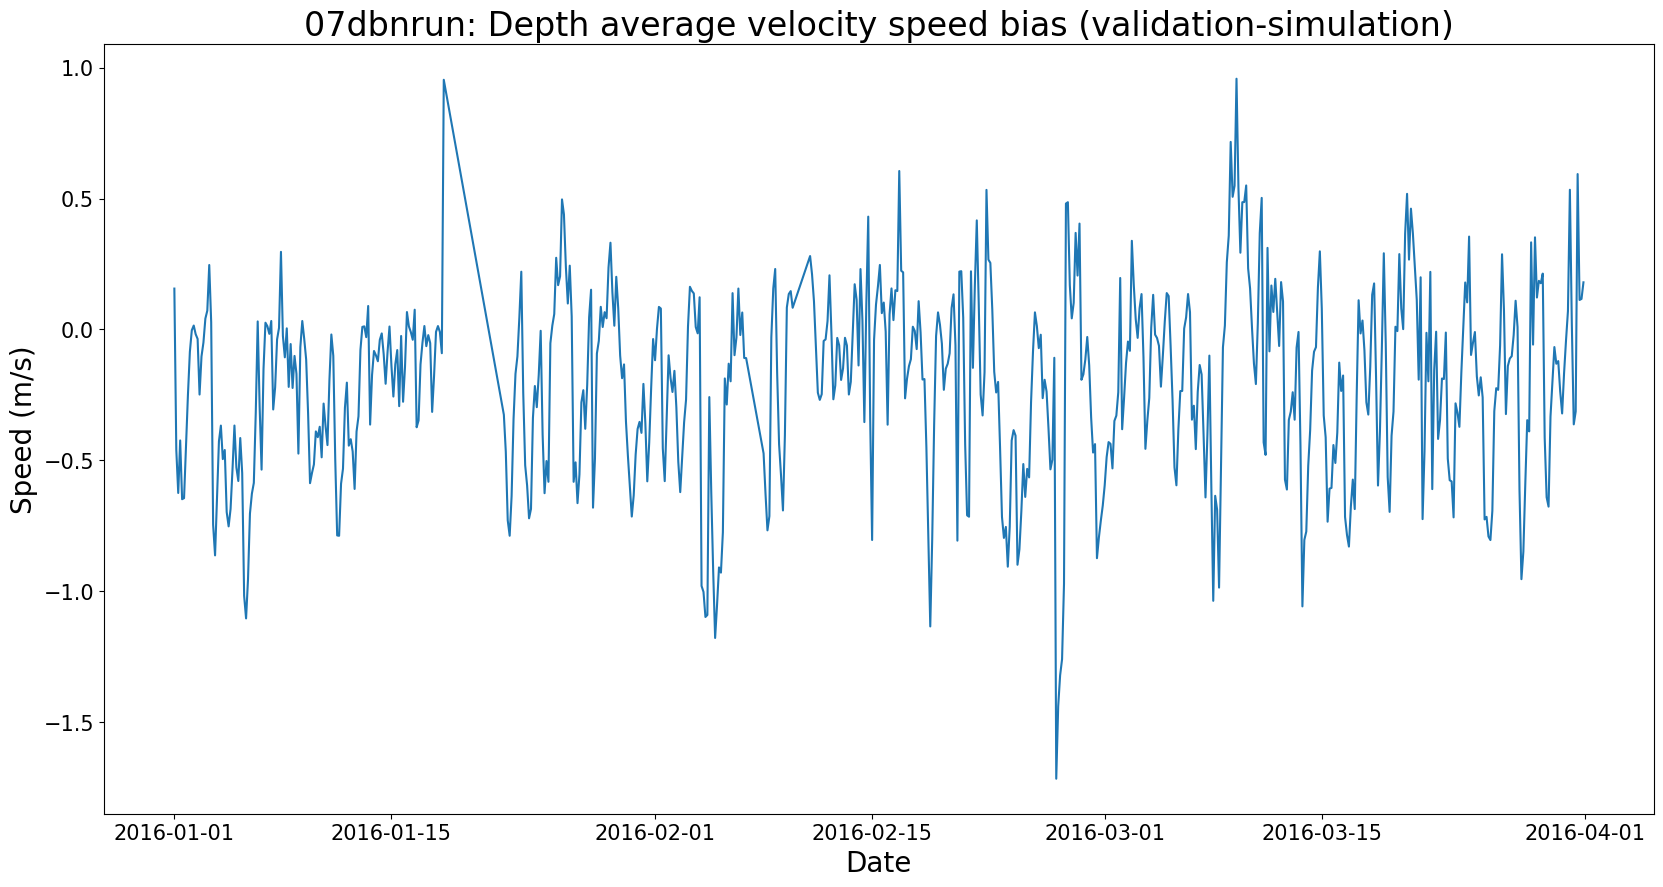 07dbnrun: Depth average velocity speed bias (validation-simulation)
1.0
0.5
0.0
−0.5
−1.0
−1.5
Speed (m/s)
2016-01-01 2016-01-15 2016-02-01 2016-02-15 2016-03-01 2016-03-15 2016-04-01
Date